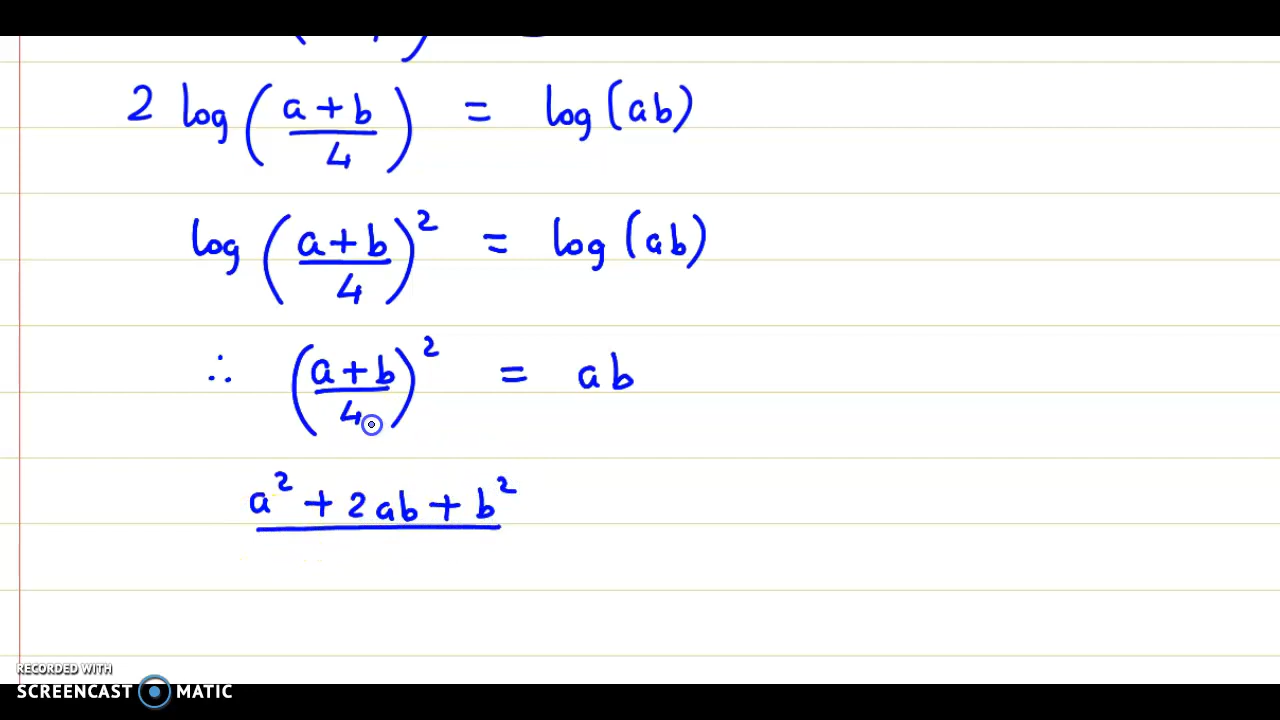 2 log((a+b)/4) = log(ab)
log((a+b)/4)² = log(ab)
∴ ((a+b)/4)² = ab
a² + 2ab + b²
RECORDED WITH
SCREENCAST MATIC